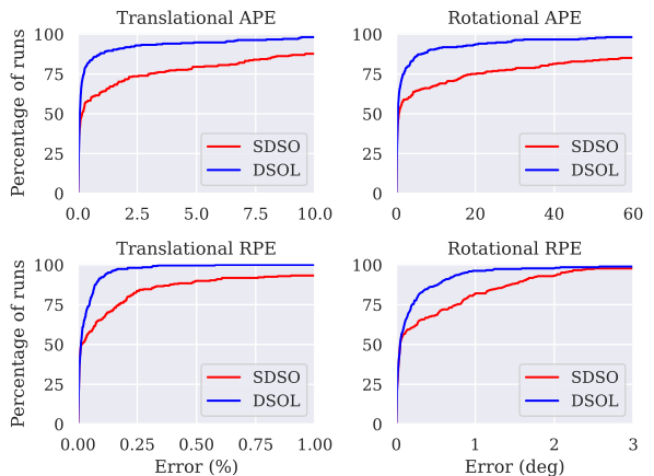 Translational APE
Percentage of runs
100
75
50
25
0
0.0 2.5 5.0 7.5 10.0
SDSO
DSOL
Rotational APE
100
75
50
25
0
0 20 40 60
SDSO
DSOL
Translational RPE
Percentage of runs
100
75
50
25
0
0.00 0.25 0.50 0.75 1.00
Error (%)
SDSO
DSOL
Rotational RPE
100
75
50
25
0
0 1 2 3
Error (deg)
SDSO
DSOL